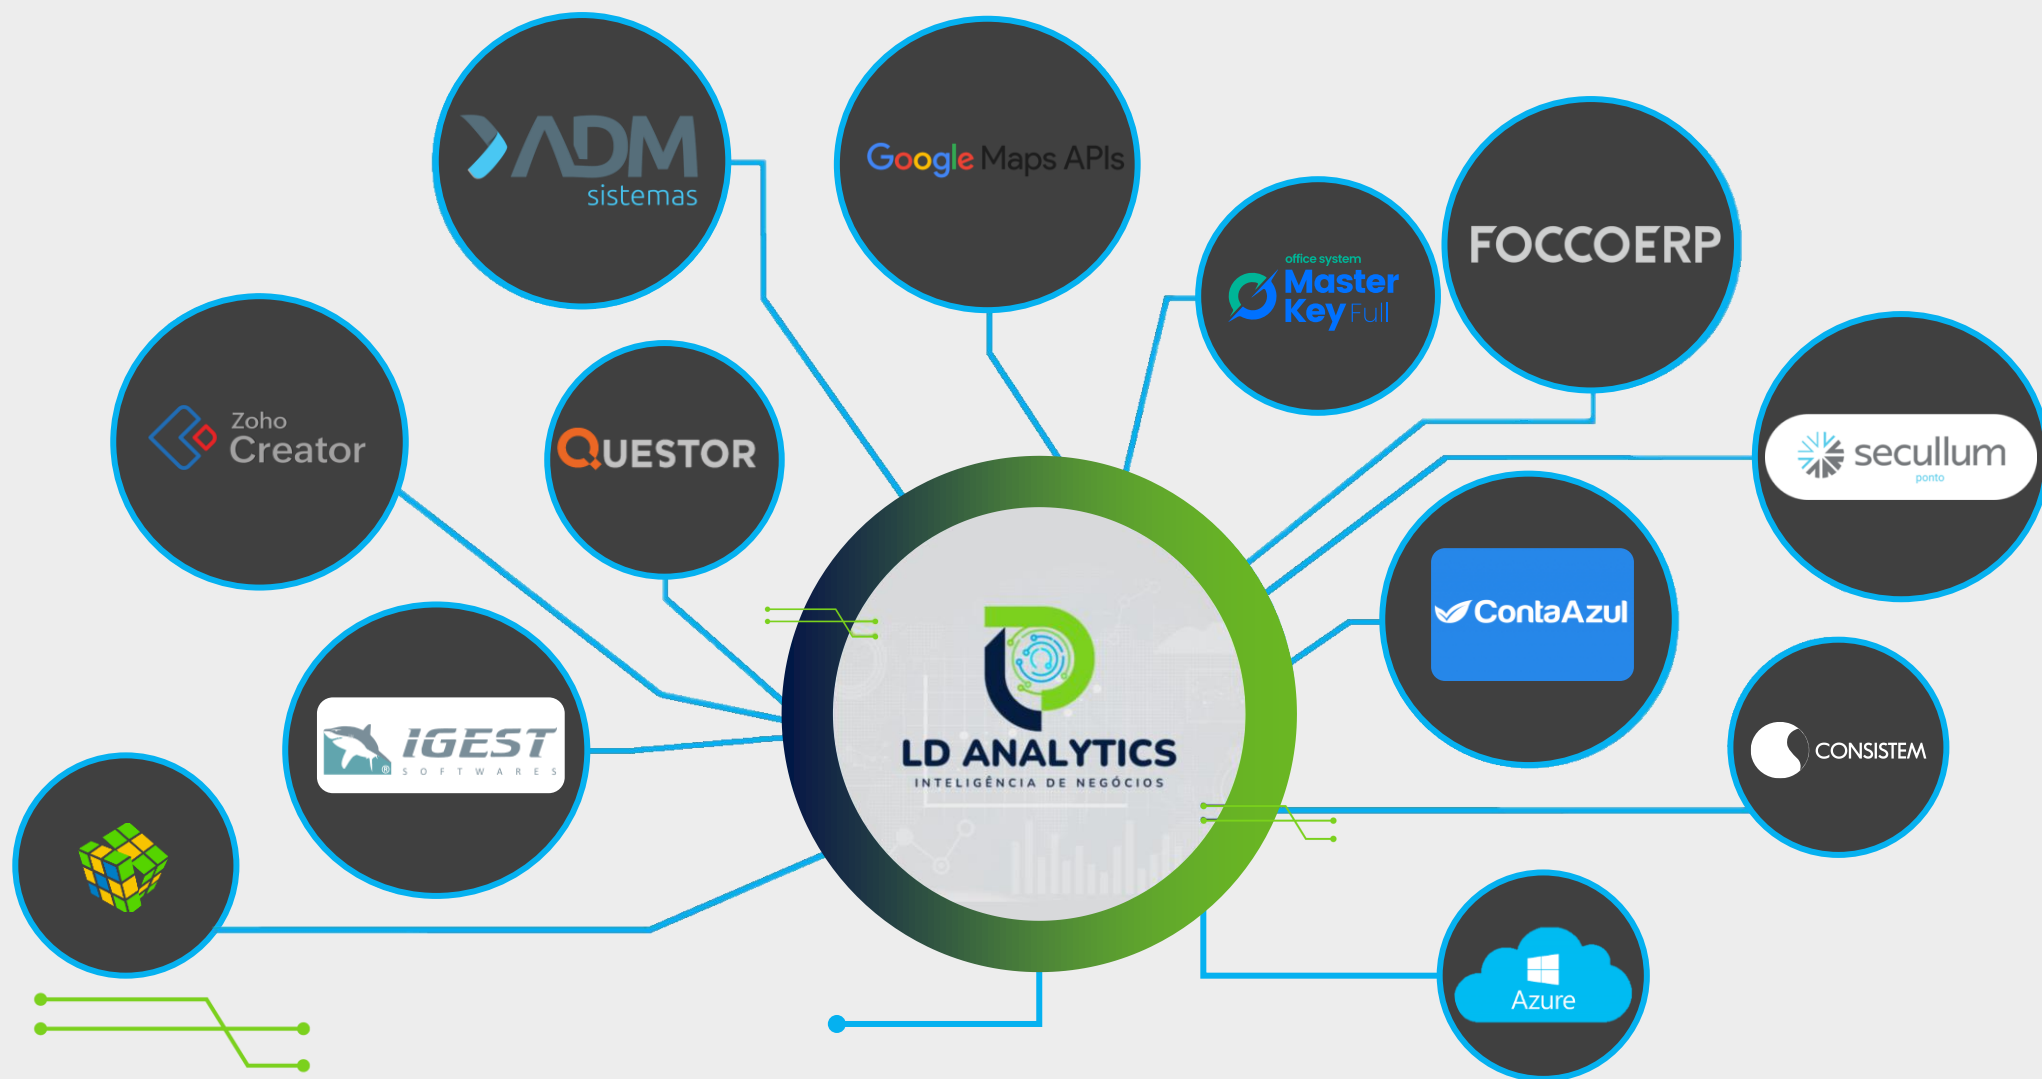 ADM
sistemas
Google Maps APIs
office system
Master
Key Full
FOCCOERP
Zoho
Creator
QUESTOR
secullum
ponto
ContaAzul
IGEST
SOFTWARES
®
LD ANALYTICS
INTELIGÊNCIA DE NEGÓCIOS
CONSISTEM
Azure